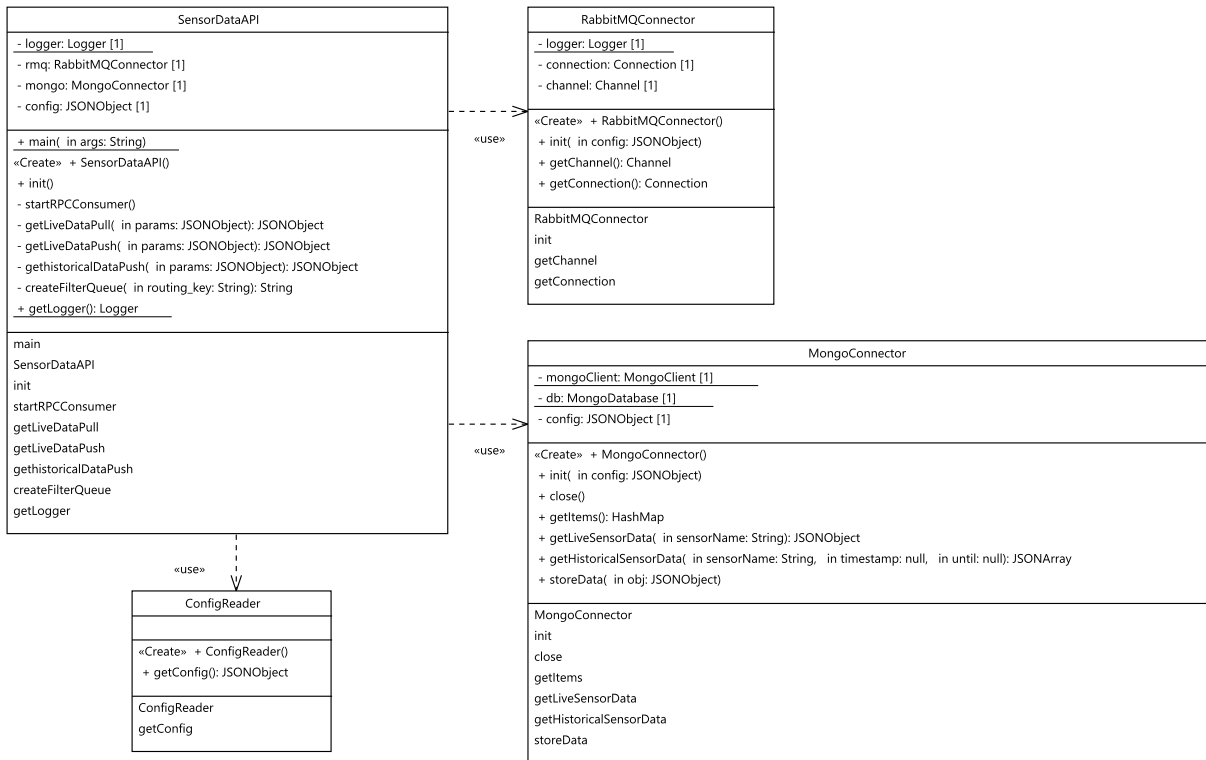 SensorDataAPI
- logger: Logger [1]
- rmq: RabbitMQConnector [1]
- mongo: MongoConnector [1]
- config: JSONObject [1]
+ main(  in args: String)
«Create»  + SensorDataAPI()
+ init()
- startRPCConsumer()
- getLiveDataPull(  in params: JSONObject): JSONObject
- getLiveDataPush(  in params: JSONObject): JSONObject
- gethistoricalDataPush(  in params: JSONObject): JSONObject
- createFilterQueue(  in routing_key: String): String
+ getLogger(): Logger
main
SensorDataAPI
init
startRPCConsumer
getLiveDataPull
getLiveDataPush
gethistoricalDataPush
createFilterQueue
getLogger
«use»
RabbitMQConnector
- logger: Logger [1]
- connection: Connection [1]
- channel: Channel [1]
«Create»  + RabbitMQConnector()
+ init(  in config: JSONObject)
+ getChannel(): Channel
+ getConnection(): Connection
RabbitMQConnector
init
getChannel
getConnection
«use»
MongoConnector
- mongoClient: MongoClient [1]
- db: MongoDatabase [1]
- config: JSONObject [1]
«Create»  + MongoConnector()
+ init(  in config: JSONObject)
+ close()
+ getItems(): HashMap
+ getLiveSensorData(  in sensorName: String): JSONObject
+ getHistoricalSensorData(  in sensorName: String,   in timestamp: null,   in until: null): JSONArray
+ storeData(  in obj: JSONObject)
MongoConnector
init
close
getItems
getLiveSensorData
getHistoricalSensorData
storeData
«use»
ConfigReader
«Create»  + ConfigReader()
+ getConfig(): JSONObject
ConfigReader
getConfig